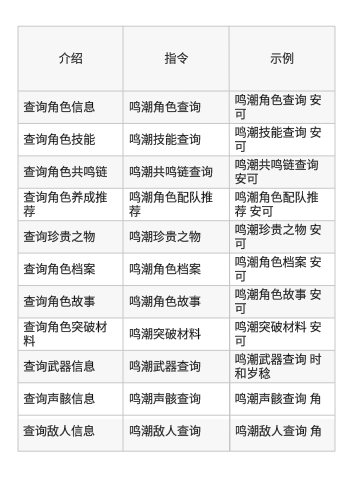 介绍 指令 示例
查询角色信息 鸣潮角色查询 鸣潮角色查询 安
可
查询角色技能 鸣潮技能查询 鸣潮技能查询 安
可
查询角色共鸣链 鸣潮共鸣链查询 鸣潮共鸣链查询
安可
查询角色养成推
荐
鸣潮角色配队推
荐
鸣潮角色配队推
荐 安可
查询珍贵之物 鸣潮珍贵之物 鸣潮珍贵之物 安
可
查询角色档案 鸣潮角色档案 鸣潮角色档案 安
可
查询角色故事 鸣潮角色故事 鸣潮角色故事 安
可
查询角色突破材
料
鸣潮突破材料 鸣潮突破材料 安
可
查询武器信息 鸣潮武器查询 鸣潮武器查询 时
和岁稔
查询声骸信息 鸣潮声骸查询 鸣潮声骸查询 角
查询敌人信息 鸣潮敌人查询 鸣潮敌人查询 角